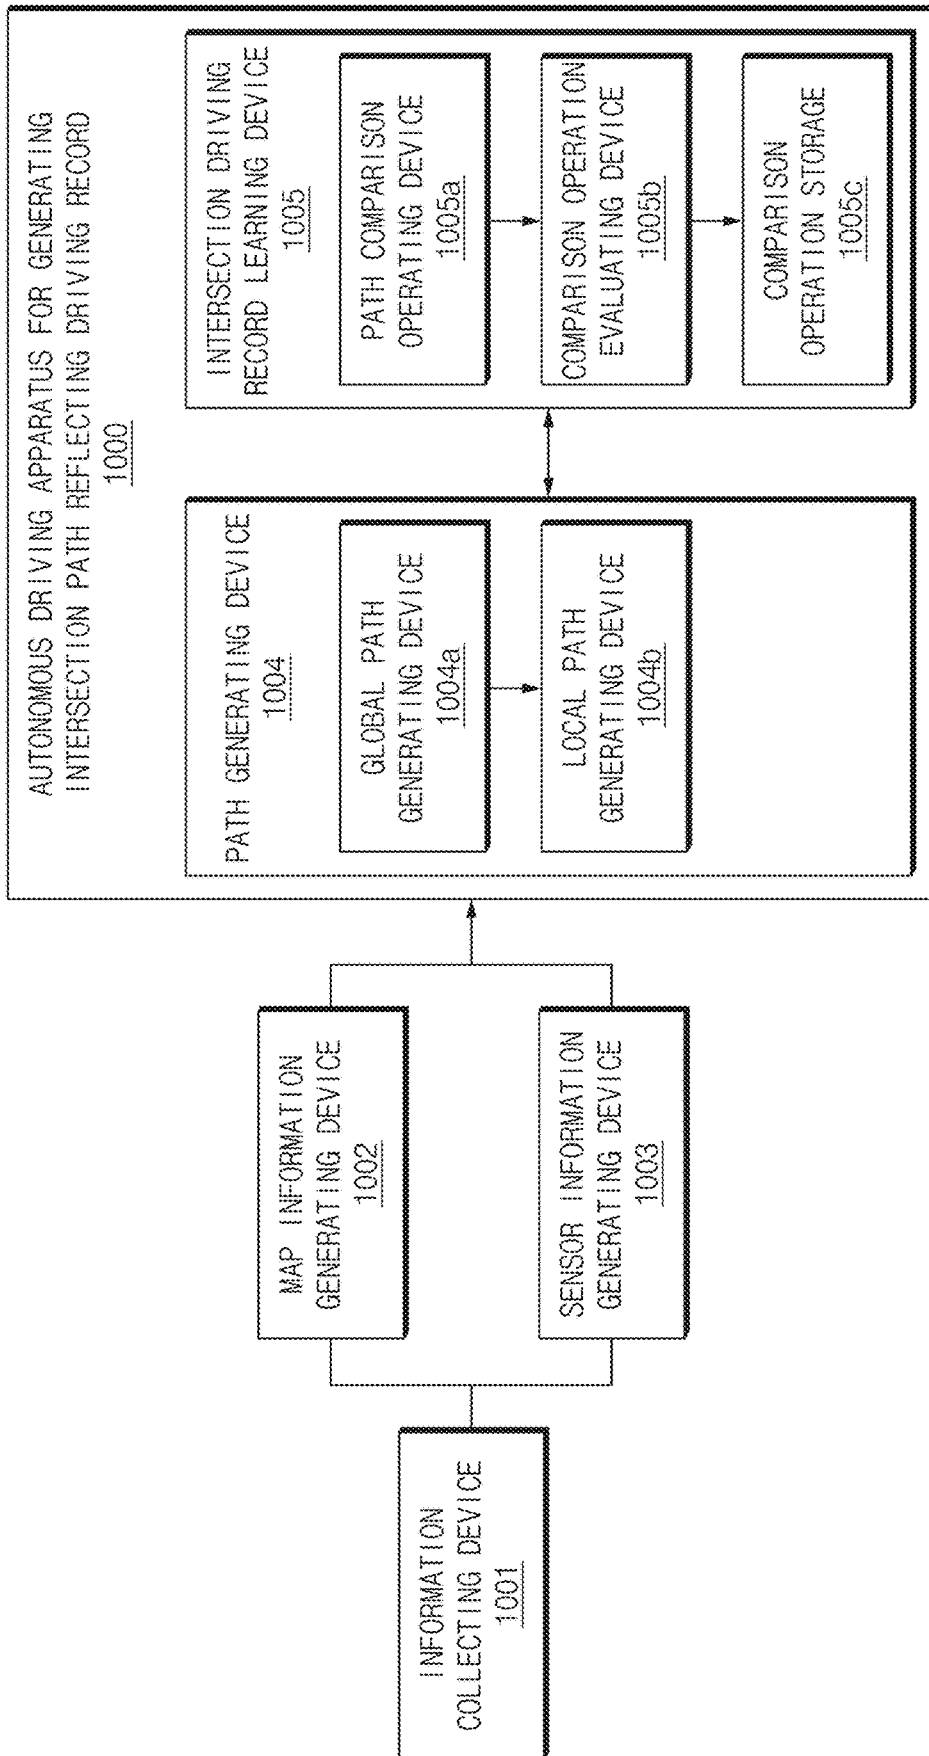 AUTONOMOUS DRIVING APPARATUS FOR GENERATING
INTERSECTION PATH REFLECTING DRIVING RECORD
1000
INFORMATION
COLLECTING DEVICE
1001
MAP INFORMATION
GENERATING DEVICE
1002
SENSOR INFORMATION
GENERATING DEVICE
1003
PATH GENERATING DEVICE
1004
GLOBAL PATH
GENERATING DEVICE
1004a
LOCAL PATH
GENERATING DEVICE
1004b
INTERSECTION DRIVING
RECORD LEARNING DEVICE
1005
PATH COMPARISON
OPERATING DEVICE
1005a
COMPARISON OPERATION
EVALUATING DEVICE
1005b
COMPARISON
OPERATION STORAGE
1005c